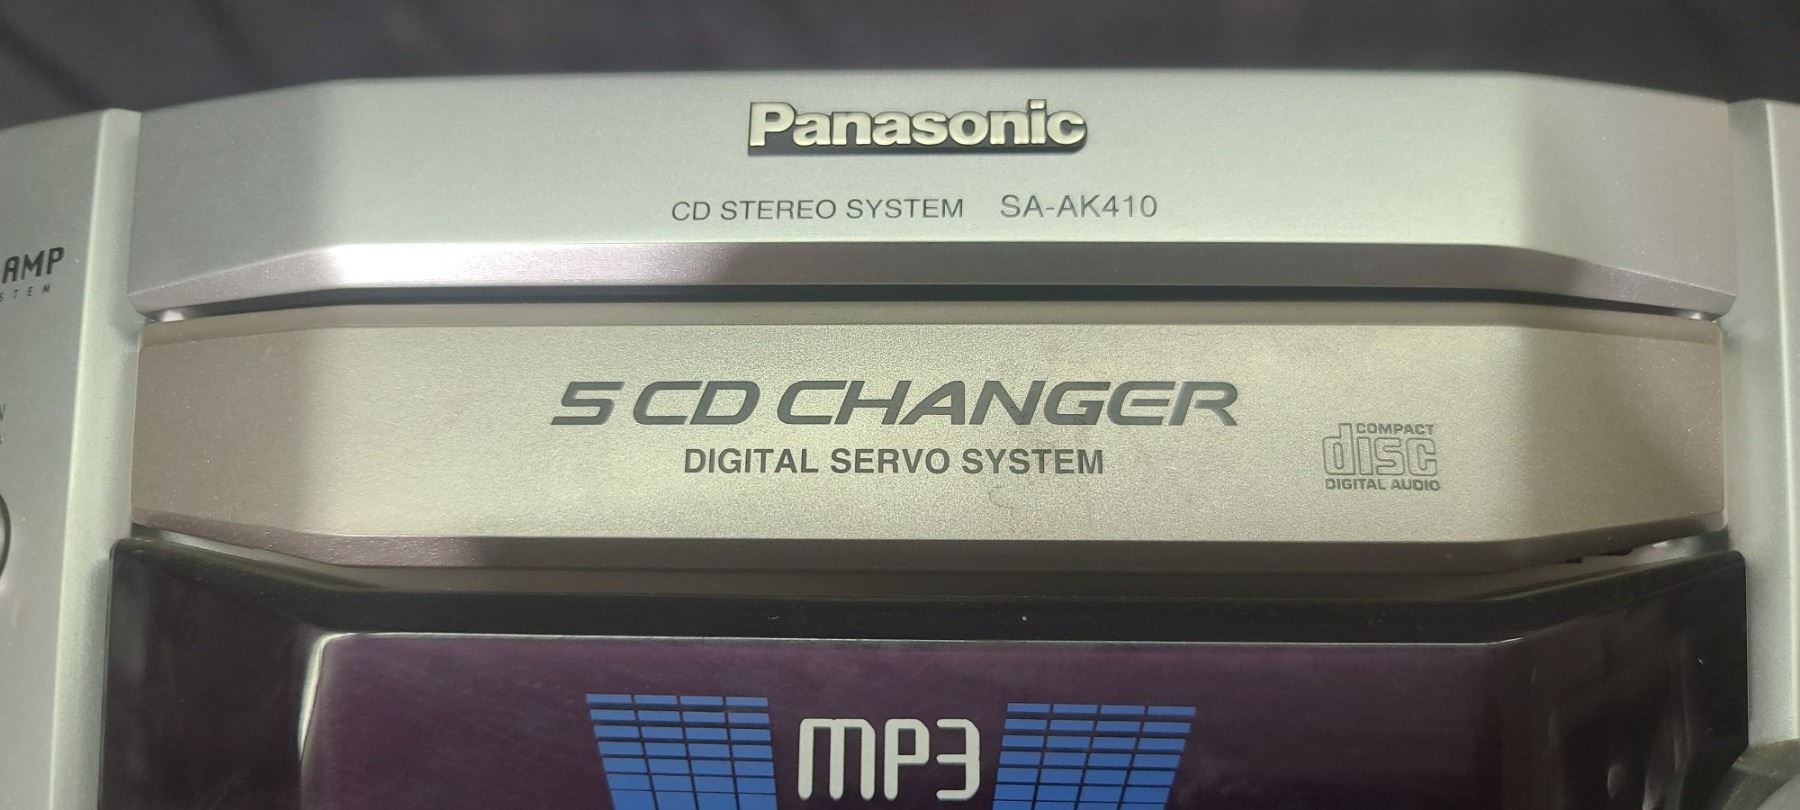 Panasonic
CD STEREO SYSTEM SA-AK410
AMP
5 CD CHANGER
DIGITAL SERVO SYSTEM
COMPACT
disc
DIGITAL AUDIO
MP3